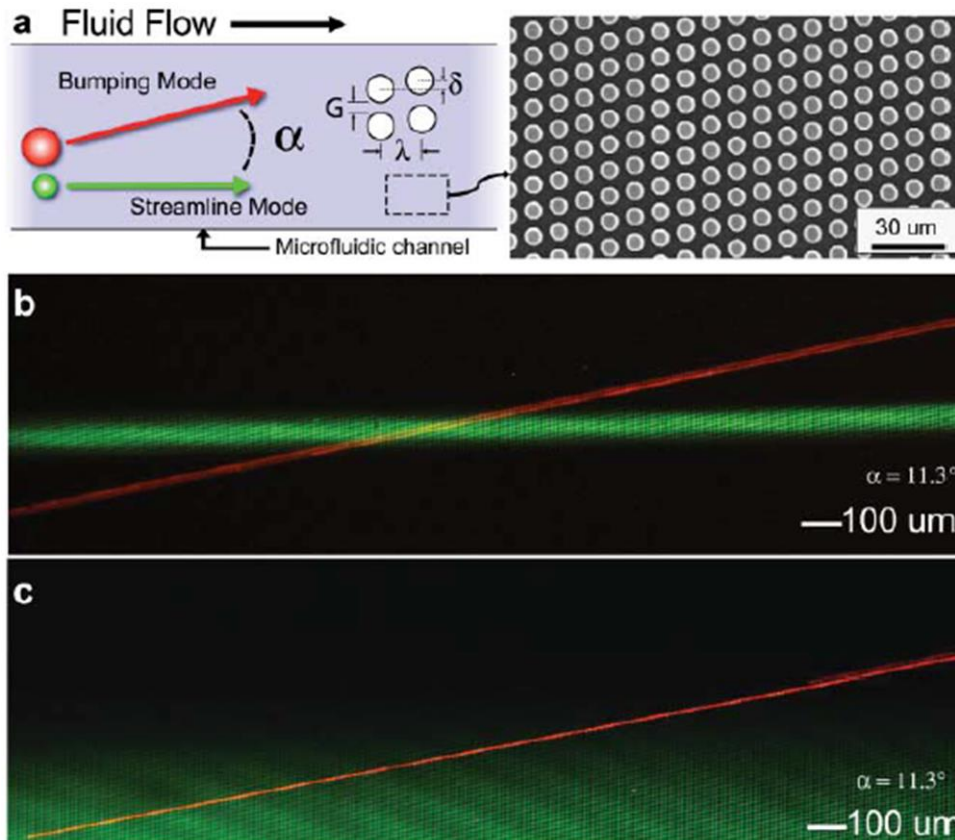 a
Fluid Flow
Bumping Mode
G
δ
α
λ
Streamline Mode
Microfluidic channel
30 um
b
α = 11.3°
100 um
c
α = 11.3°
100 um